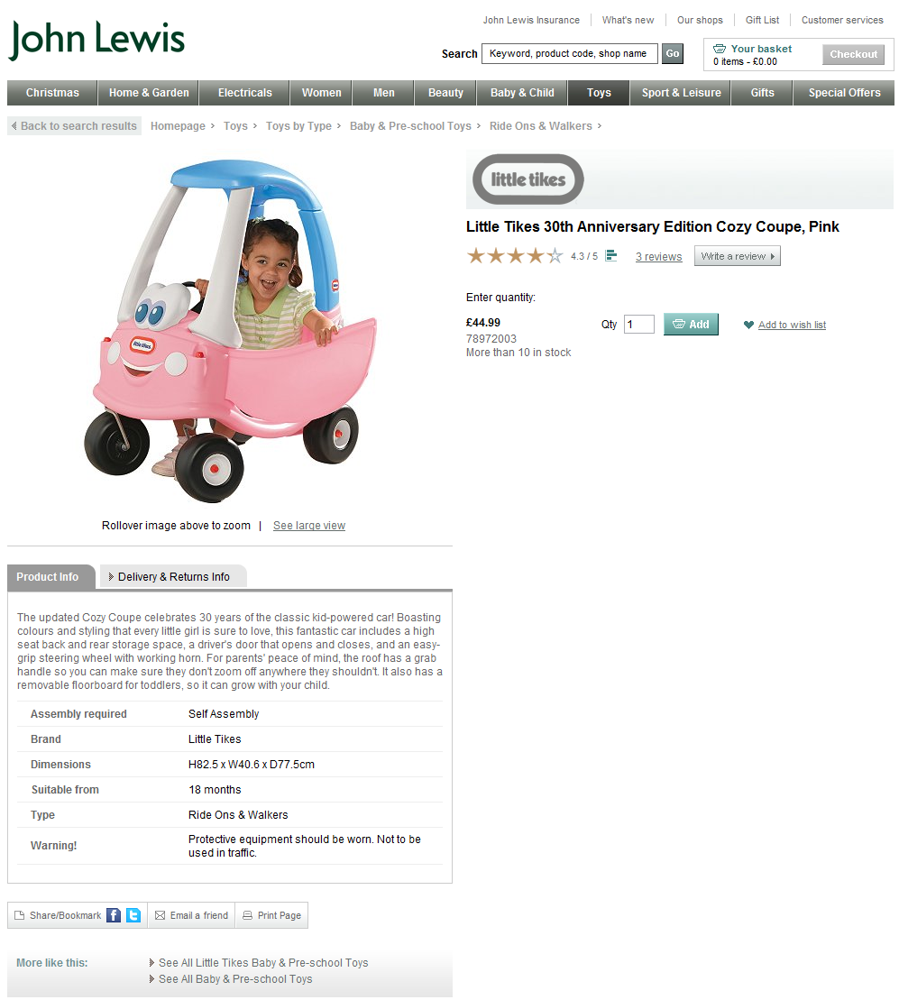 John Lewis
John Lewis Insurance
What's new
Our shops
Gift List
Customer services
Search
Keyword, product code, shop name
Go
Your basket
0 items - £0.00
Checkout
Christmas
Home & Garden
Electricals
Women
Men
Beauty
Baby & Child
Toys
Sport & Leisure
Gifts
Special Offers
Back to search results
Homepage
Toys
Toys by Type
Baby & Pre-school Toys
Ride Ons & Walkers
little tikes
little tikes
Little Tikes 30th Anniversary Edition Cozy Coupe, Pink
4.3 / 5
3 reviews
Write a review
Enter quantity:
£44.99
Qty
1
Add
Add to wish list
78972003
More than 10 in stock
Rollover image above to zoom |
See large view
Product Info
Delivery & Returns Info
The updated Cozy Coupe celebrates 30 years of the classic kid-powered car! Boasting
colours and styling that every little girl is sure to love, this fantastic car includes a high
seat back and rear storage space, a driver's door that opens and closes, and an easy-
grip steering wheel with working horn. For parents' peace of mind, the roof has a grab
handle so you can make sure they don't zoom off anywhere they shouldn't. It also has a
removable floorboard for toddlers, so it can grow with your child.
Assembly required
Self Assembly
Brand
Little Tikes
Dimensions
H82.5 x W40.6 x D77.5cm
Suitable from
18 months
Type
Ride Ons & Walkers
Warning!
Protective equipment should be worn. Not to be
used in traffic.
Share/Bookmark
Email a friend
Print Page
More like this:
See All Little Tikes Baby & Pre-school Toys
See All Baby & Pre-school Toys